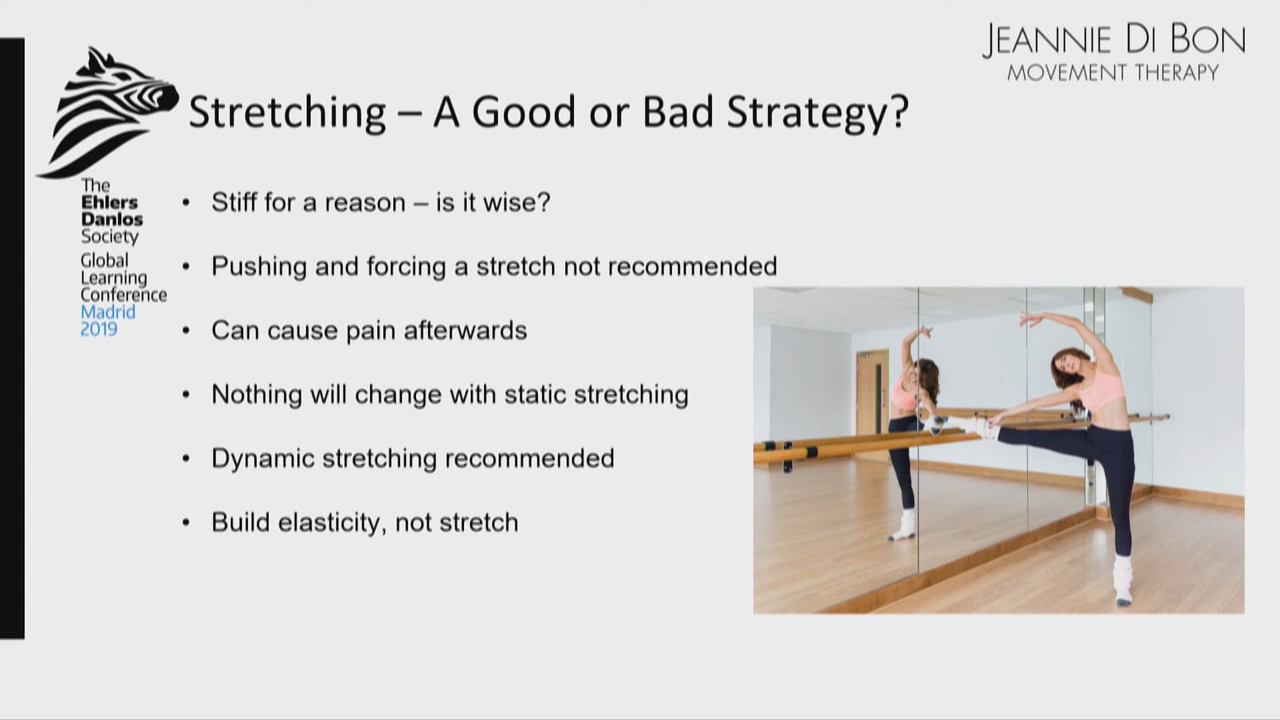 JEANNIE DI BON
MOVEMENT THERAPY
Stretching – A Good or Bad Strategy?
The
Ehlers
Danlos
Society
Global
Learning
Conference
Madrid
2019
• Stiff for a reason – is it wise?
• Pushing and forcing a stretch not recommended
• Can cause pain afterwards
• Nothing will change with static stretching
• Dynamic stretching recommended
• Build elasticity, not stretch